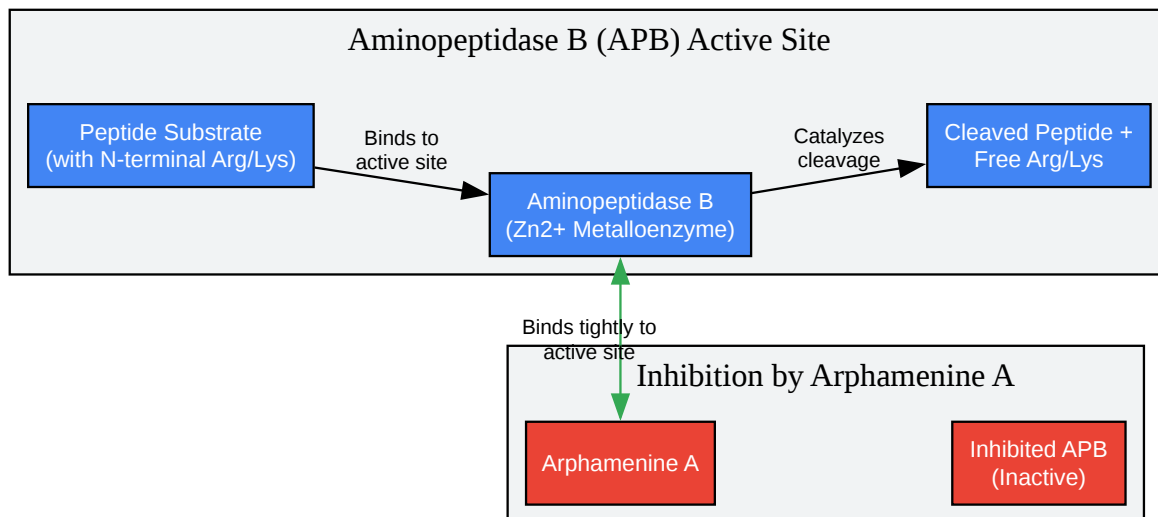 Aminopeptidase B (APB) Active Site
Peptide Substrate
(with N-terminal Arg/Lys)
Binds to
active site
Aminopeptidase B
(Zn2+ Metalloenzyme)
Catalyzes
cleavage
Cleaved Peptide +
Free Arg/Lys
Binds tightly to
active site
Inhibition by Arphamenine A
Arphamenine A
Inhibited APB
(Inactive)